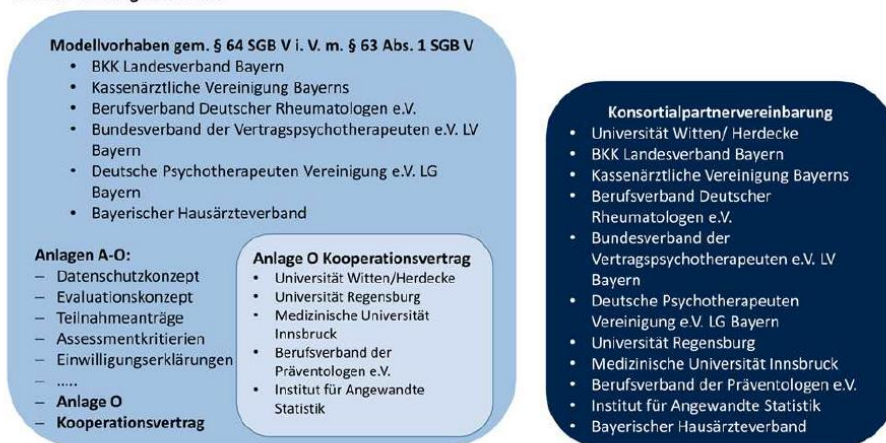 Modellvorhaben gem. § 64 SGB V i. V. m. § 63 Abs. 1 SGB V
• BKK Landesverband Bayern
• Kassenärztliche Vereinigung Bayerns
• Berufsverband Deutscher Rheumatologen e.V.
• Bundesverband der Vertragspsychotherapeuten e.V. LV
Bayern
• Deutsche Psychotherapeuten Vereinigung e.V. LG
Bayern
• Bayerischer Hausärzteverband
Anlagen A-O:
– Datenschutzkonzept
– Evaluationskonzept
– Teilnahmeanträge
– Assessmentkritierien
– Einwilligungserklärungen
– .....
– Anlage O
– Kooperationsvertrag
Anlage O Kooperationsvertrag
• Universität Witten/Herdecke
• Universität Regensburg
• Medizinische Universität
Innsbruck
• Berufsverband der
Präventologen e.V.
• Institut für Angewandte
Statistik
Konsortialpartnervereinbarung
• Universität Witten/ Herdecke
• BKK Landesverband Bayern
• Kassenärztliche Vereinigung Bayerns
• Berufsverband Deutscher
Rheumatologen e.V.
• Bundesverband der
Vertragspsychotherapeuten e.V. LV
Bayern
• Deutsche Psychotherapeuten
Vereinigung e.V. LG Bayern
• Universität Regensburg
• Medizinische Universität Innsbruck
• Berufsverband der Präventologen e.V.
• Institut für Angewandte Statistik
• Bayerischer Hausärzteverband